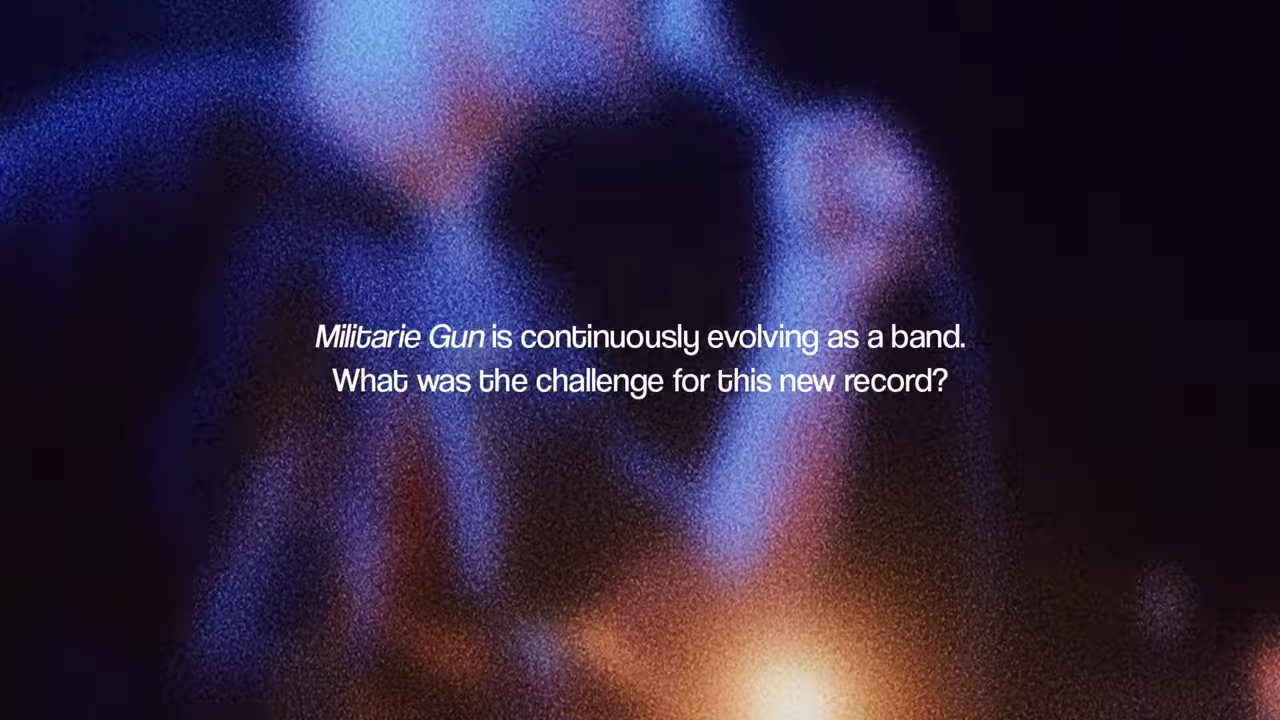 Militarie Gun is continuously evolving as a band.
What was the challenge for this new record?